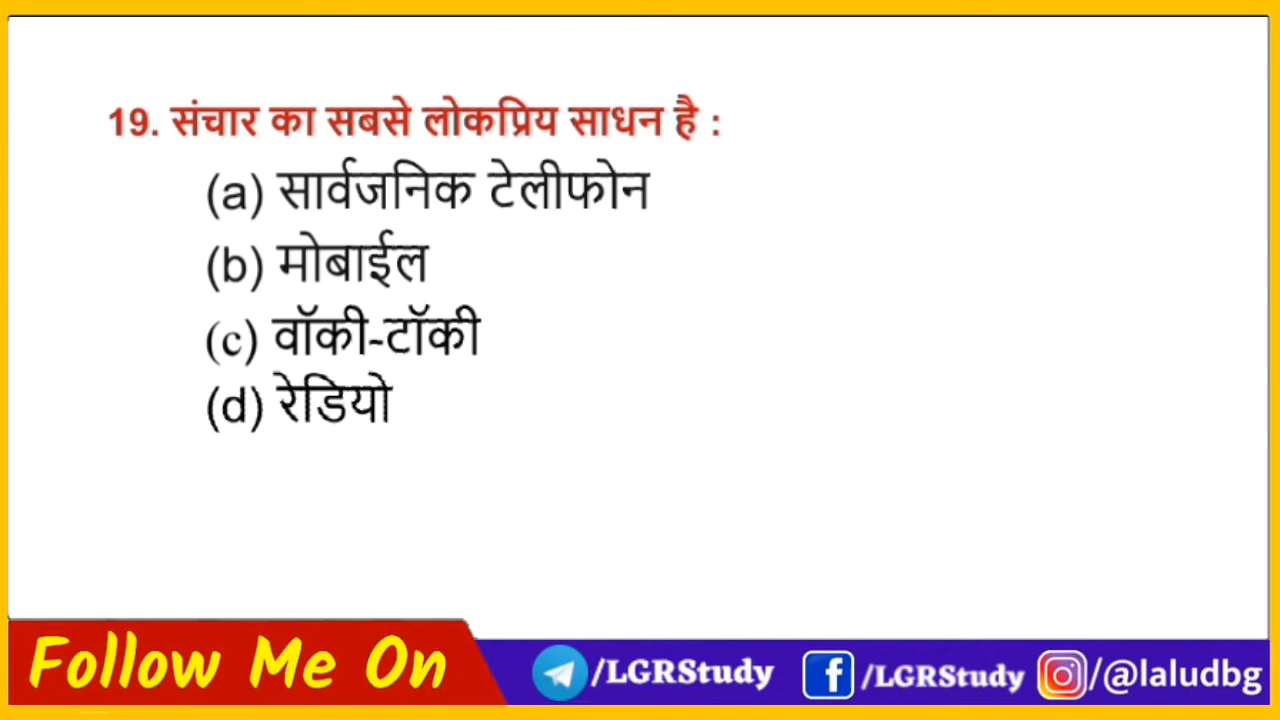 19. संचार का सबसे लोकप्रिय साधन है :
(a) सार्वजनिक टेलीफोन
(b) मोबाईल
(c) वॉकी-टॉकी
(d) रेडियो
Follow Me On /LGRStudy /LGRStudy /@laludbg